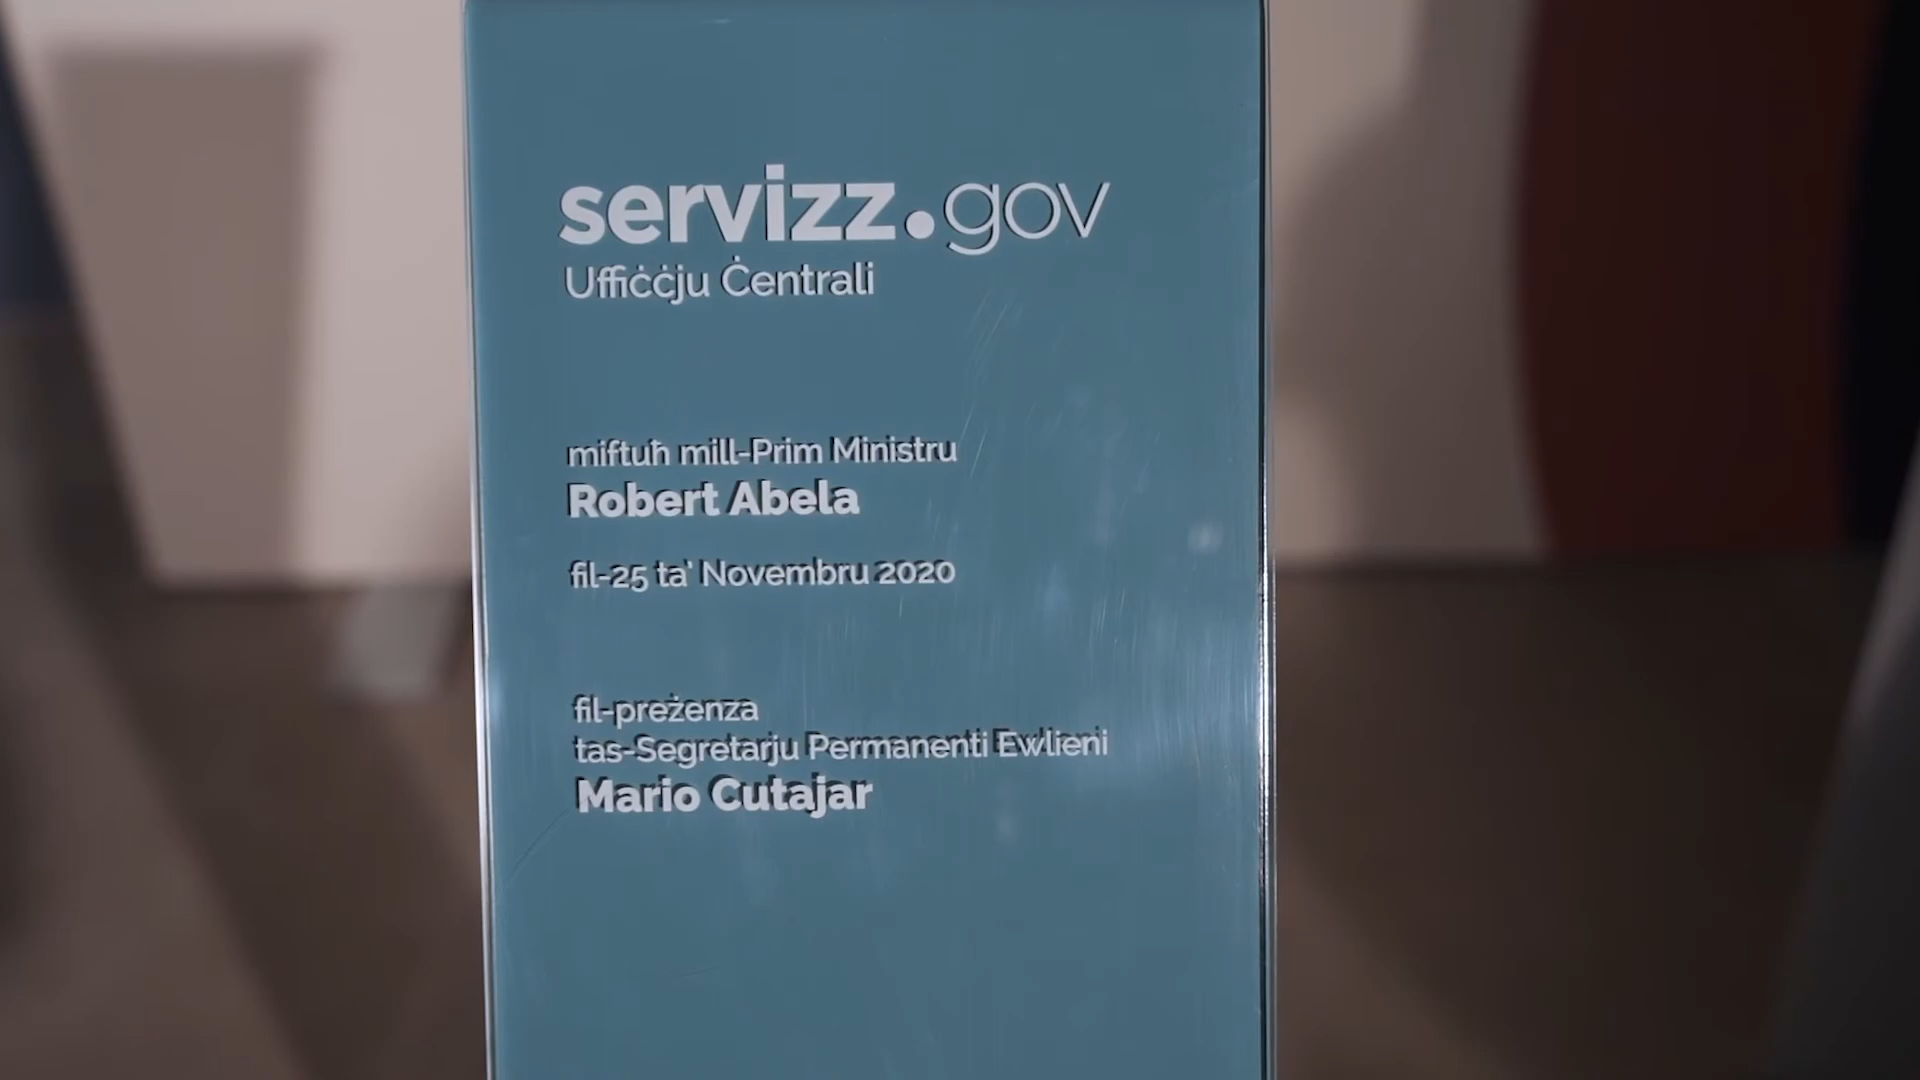 servizz.gov
Uffiċċju Ċentrali
miftuħ mill-Prim Ministru
Robert Abela
fil-25 ta' Novembru 2020
fil-preżenza
tas-Segretarju Permanenti Ewlieni
Mario Cutajar